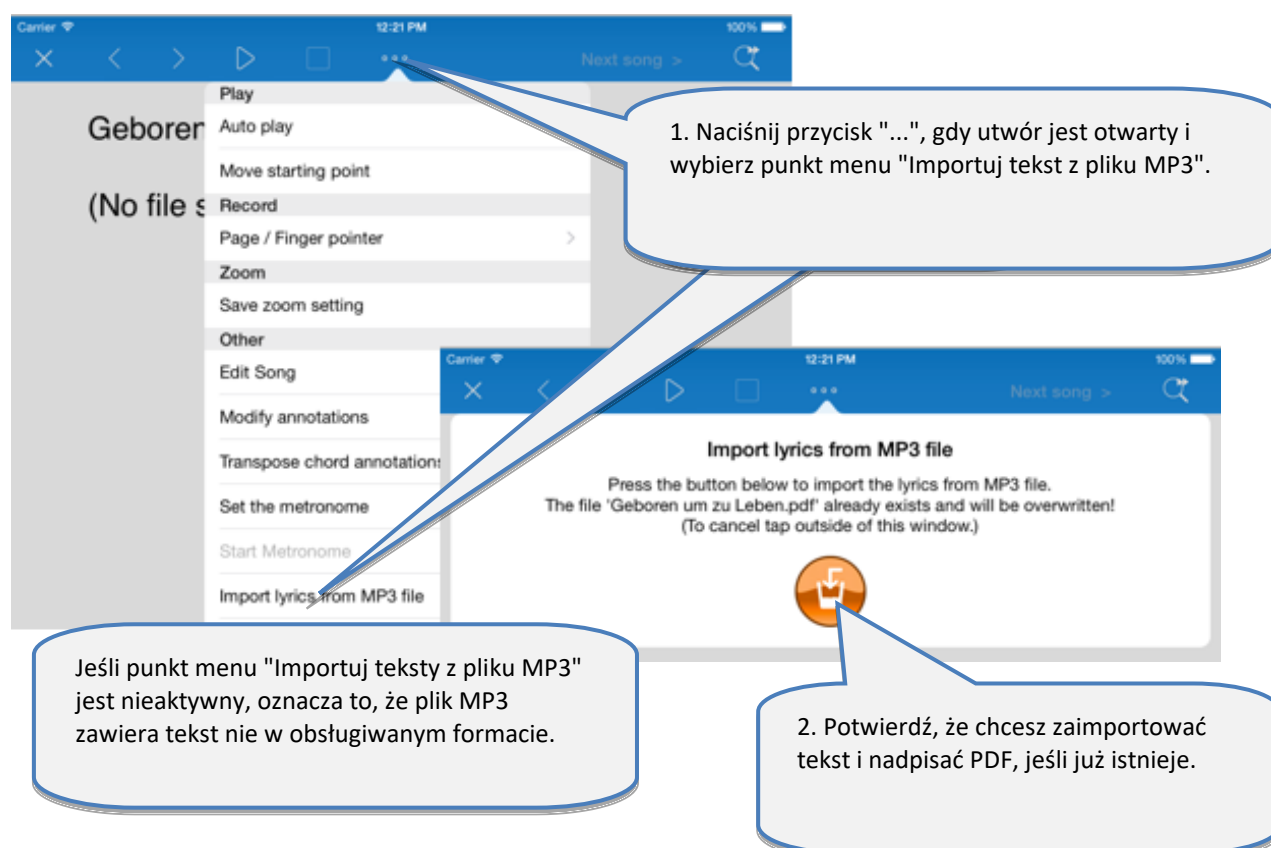 Carrier 12:21 PM 100%
Next song >
Play
Geboren
Auto play
Move starting point
(No file s
Record
Page / Finger pointer
Zoom
Save zoom setting
Other
Edit Song
Modify annotations
Transpose chord annotations
Set the metronome
Start Metronome
Import lyrics from MP3 file
1. Naciśnij przycisk "...", gdy utwór jest otwarty i
wybierz punkt menu "Importuj tekst z pliku MP3".
Carrier 12:21 PM 100%
Next song >
Import lyrics from MP3 file
Press the button below to import the lyrics from MP3 file.
The file 'Geboren um zu Leben.pdf' already exists and will be overwritten!
(To cancel tap outside of this window.)
Jeśli punkt menu "Importuj teksty z pliku MP3"
jest nieaktywny, oznacza to, że plik MP3
zawiera tekst nie w obsługiwanym formacie.
2. Potwierdź, że chcesz zaimportować
tekst i nadpisać PDF, jeśli już istnieje.